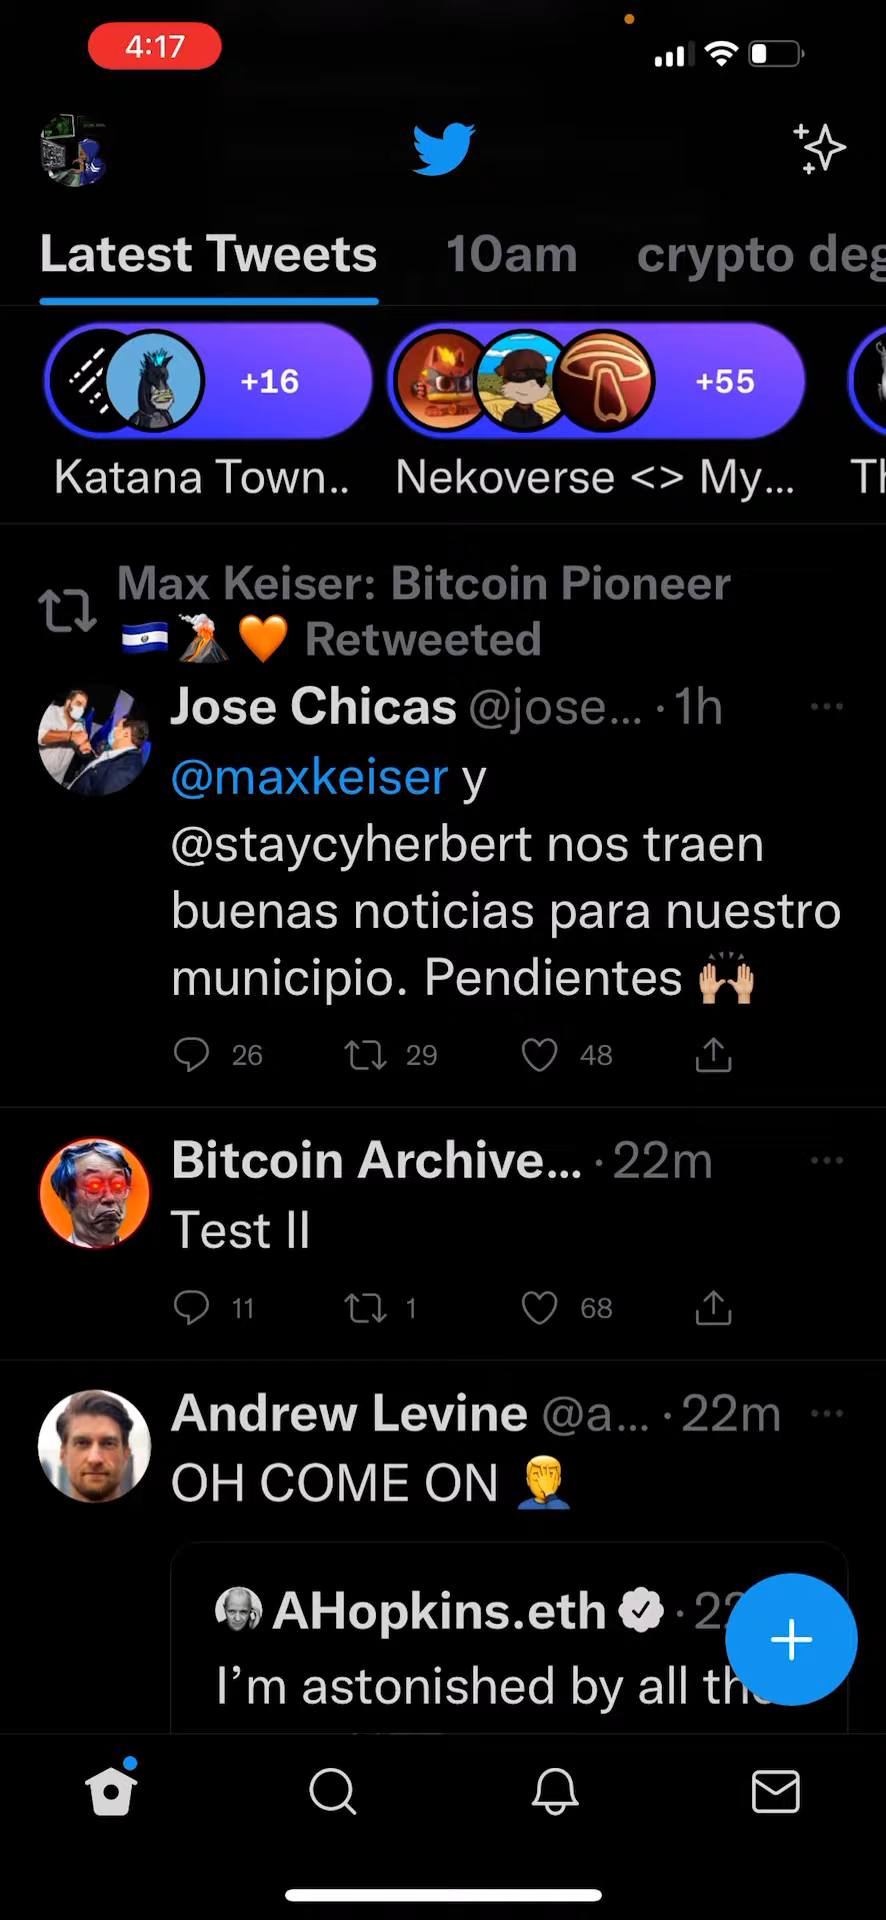 4:17
Latest Tweets 10am crypto deg
+16 +55
Katana Town.. Nekoverse <> My... Th
Max Keiser: Bitcoin Pioneer
🇸🇻🌋🧡 Retweeted
Jose Chicas @jose... · 1h
@maxkeiser y
@staycyherbert nos traen
buenas noticias para nuestro
municipio. Pendientes 🙌🏼
26 29 48
Bitcoin Archive... · 22m
Test II
11 1 68
Andrew Levine @a... · 22m
OH COME ON 🤦‍♂️
AHopkins.eth · 22
I’m astonished by all the